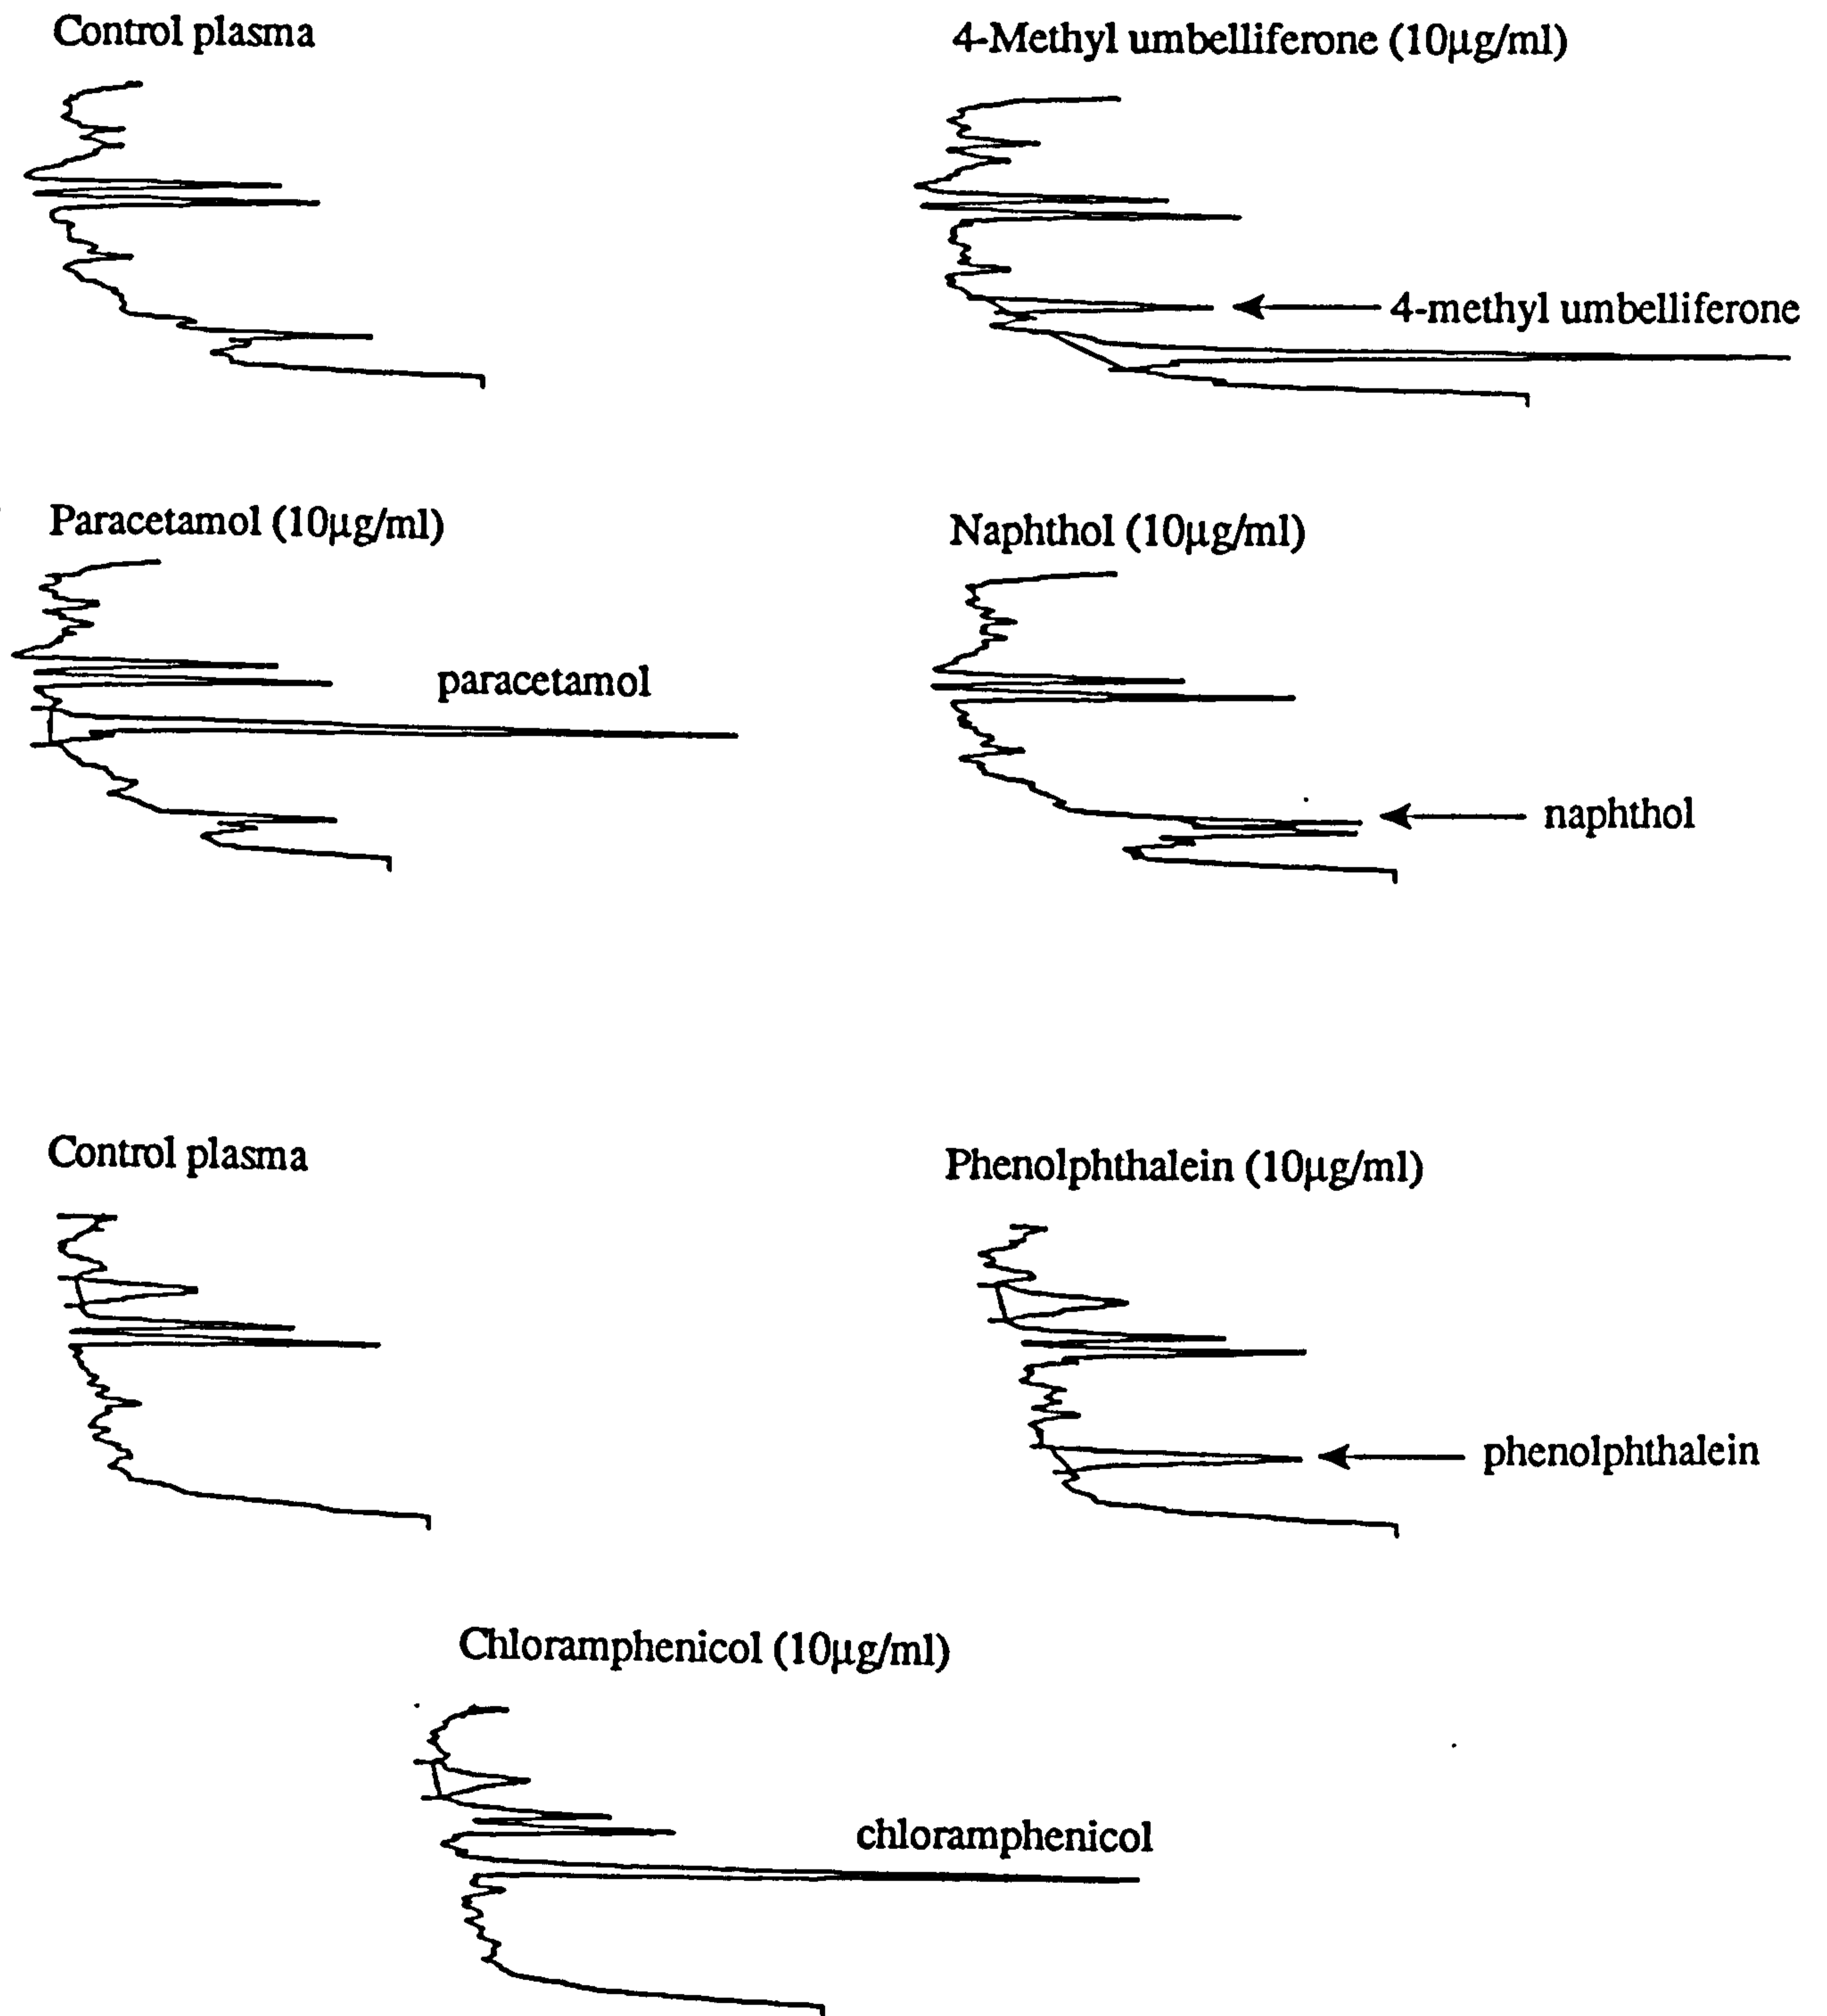 Control plasma
4-Methyl umbelliferone (10µg/ml)
4-methyl umbelliferone
Paracetamol (10µg/ml)
Naphthol (10µg/ml)
paracetamol
naphthol
Control plasma
Phenolphthalein (10µg/ml)
phenolphthalein
Chloramphenicol (10µg/ml)
chloramphenicol